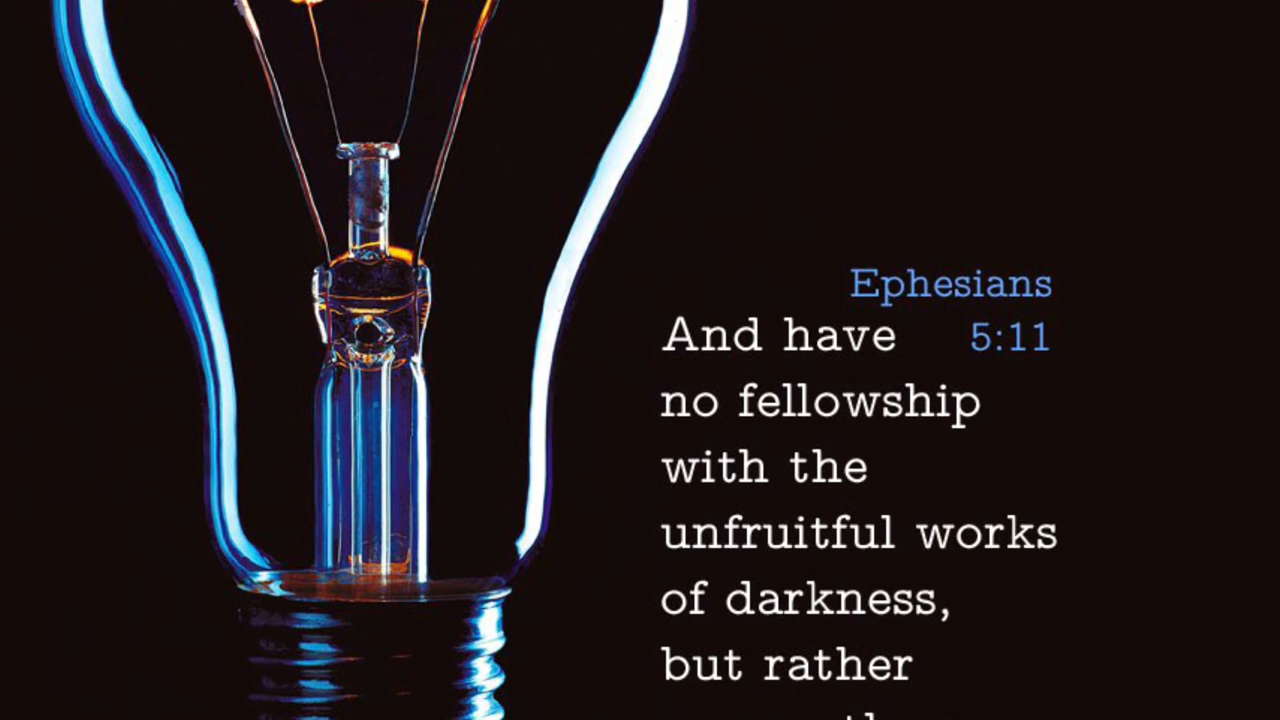 Ephesians
5:11
And have
no fellowship
with the
unfruitful works
of darkness,
but rather